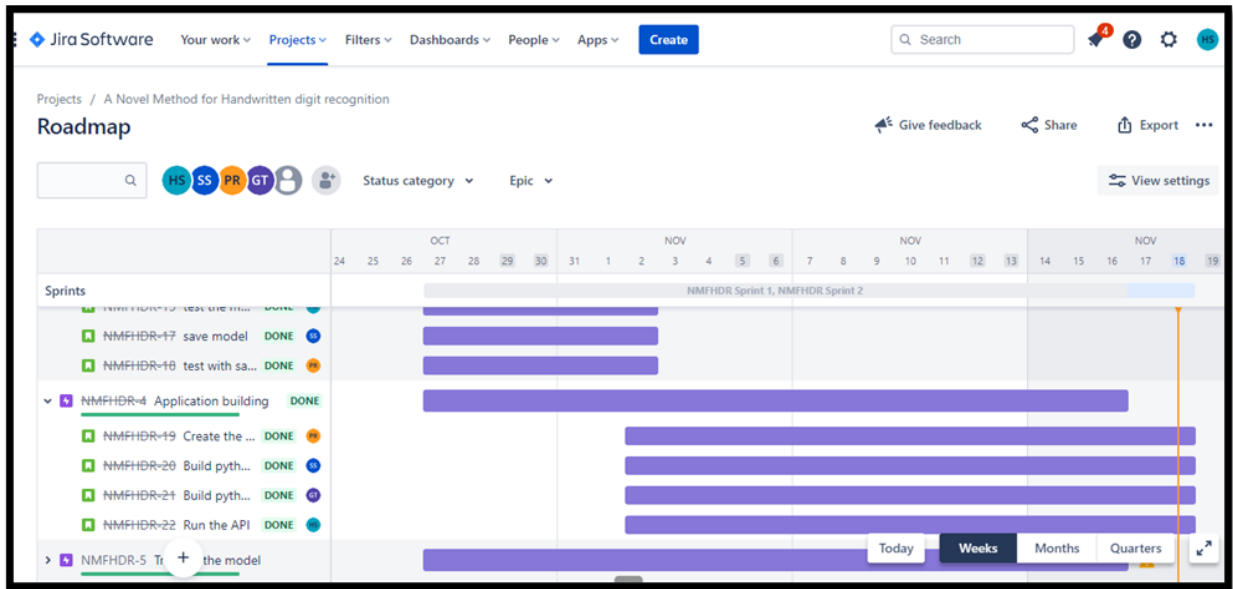 Jira Software Your work Projects Filters Dashboards People Apps Create Search 4 HS
Projects / A Novel Method for Handwritten digit recognition
Roadmap Give feedback Share Export
HS SS PR GT Status category Epic View settings
OCT NOV NOV NOV
24 25 26 27 28 29 30 31 1 2 3 4 5 6 7 8 9 10 11 12 13 14 15 16 17 18 19
Sprints NMFHDR Sprint 1, NMFHDR Sprint 2
NMFHDR-15 test the m... DONE
NMFHDR-17 save model DONE SS
NMFHDR-18 test with sa... DONE PR
NMFHDR-4 Application building DONE
NMFHDR-19 Create the ... DONE PR
NMFHDR-20 Build pyth... DONE SS
NMFHDR-21 Build pyth... DONE GT
NMFHDR-22 Run the API DONE HS
Today Weeks Months Quarters
NMFHDR-5 the model